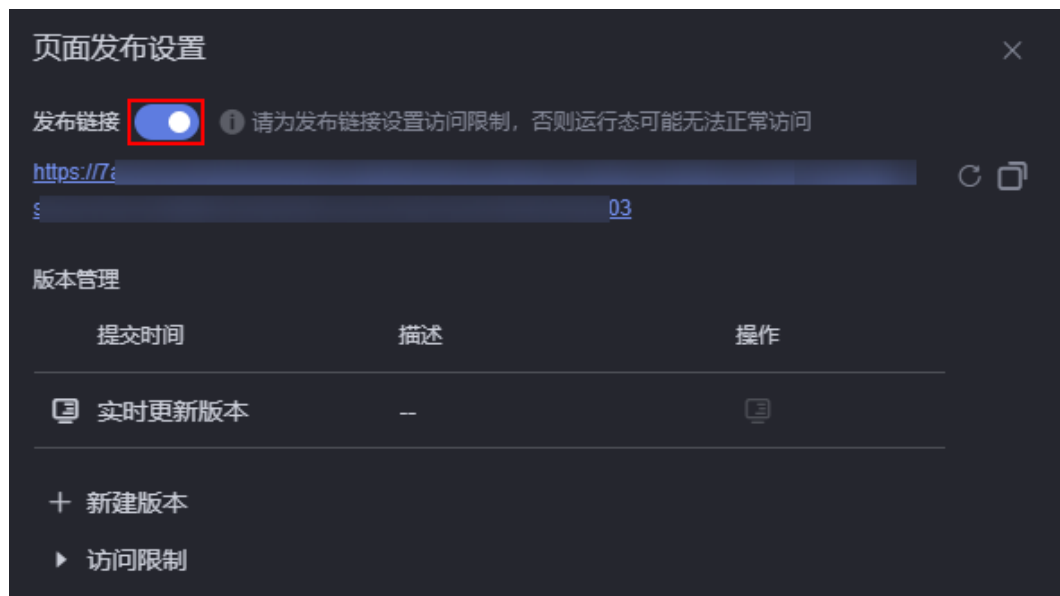 页面发布设置
发布链接 请为发布链接设置访问限制，否则运行态可能无法正常访问
https://7a
03
版本管理
提交时间 描述 操作
实时更新版本 --
新建版本
访问限制